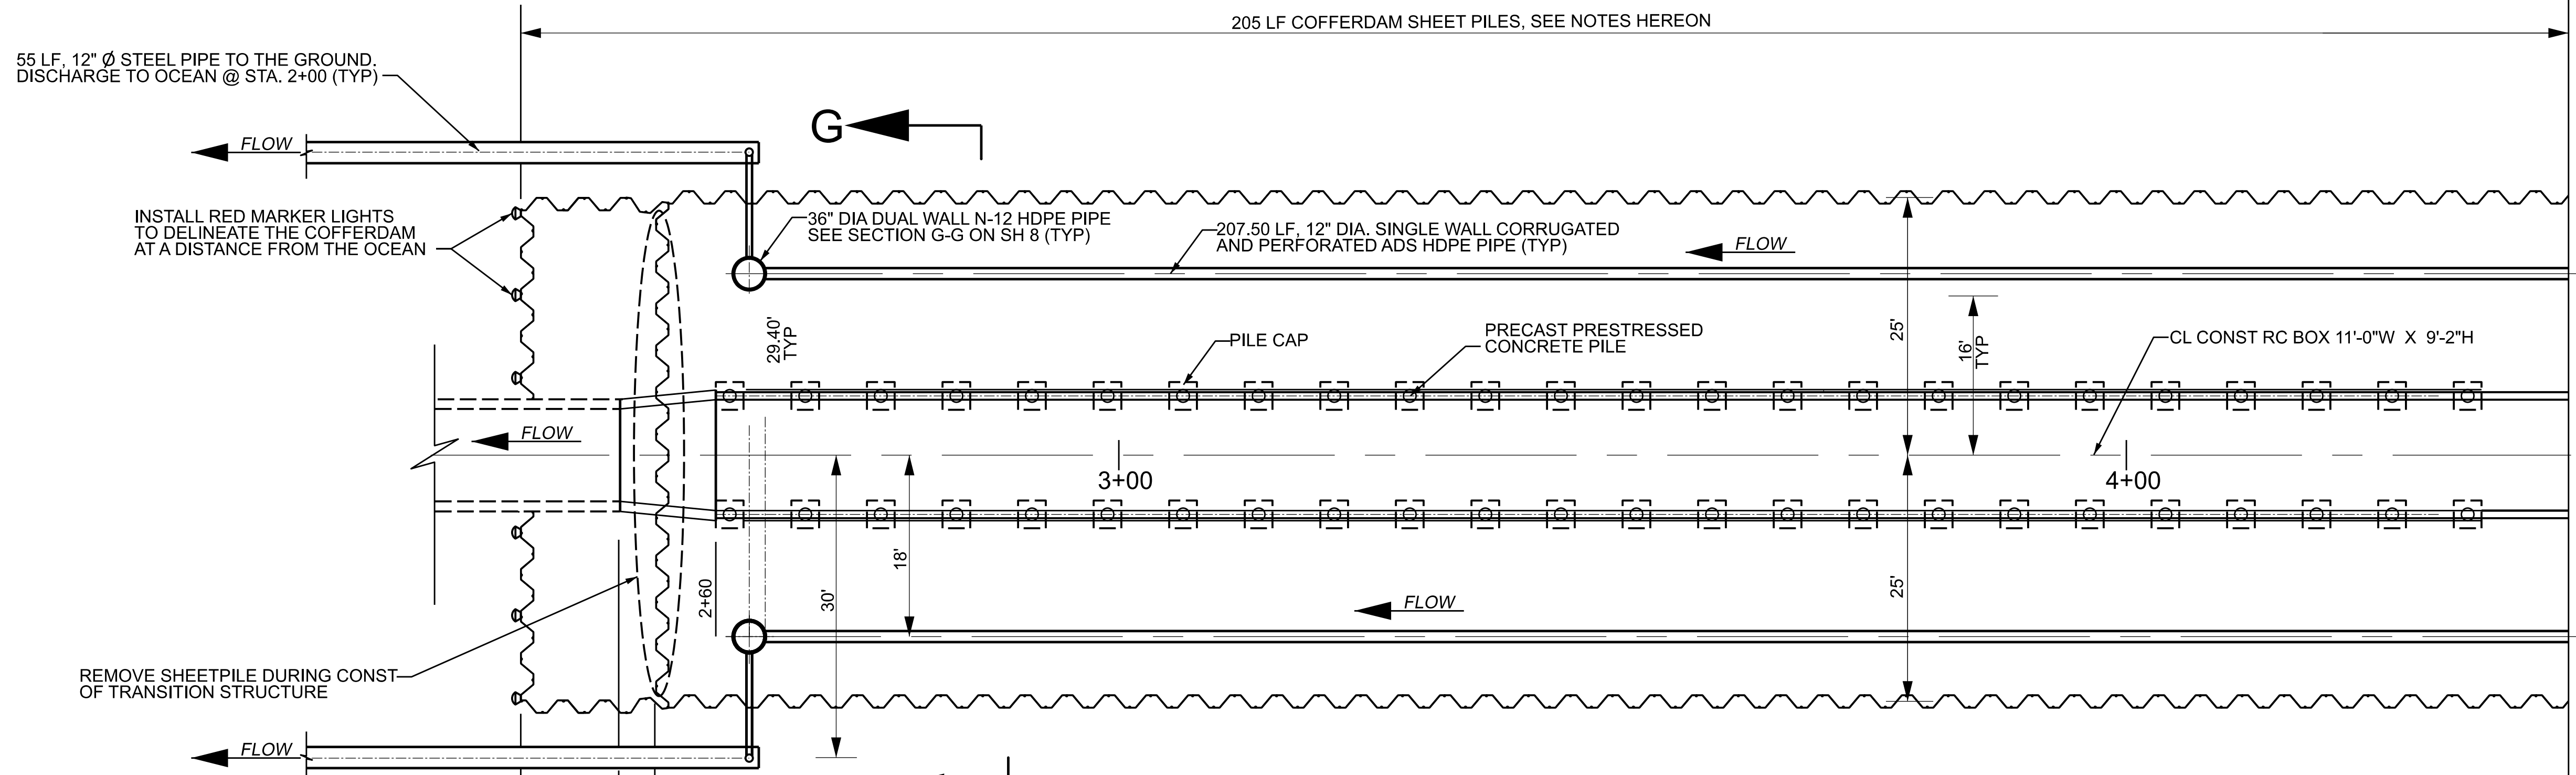 205 LF COFFERDAM SHEET PILES, SEE NOTES HEREON
55 LF, 12" Ø STEEL PIPE TO THE GROUND.
DISCHARGE TO OCEAN @ STA. 2+00 (TYP)
G
FLOW
INSTALL RED MARKER LIGHTS
TO DELINEATE THE COFFERDAM
AT A DISTANCE FROM THE OCEAN
36" DIA DUAL WALL N-12 HDPE PIPE
SEE SECTION G-G ON SH 8 (TYP)
207.50 LF, 12" DIA. SINGLE WALL CORRUGATED
AND PERFORATED ADS HDPE PIPE (TYP)
FLOW
29.40'
TYP
PILE CAP
PRECAST PRESTRESSED
CONCRETE PILE
25'
16'
TYP
CL CONST RC BOX 11'-0"W X 9'-2"H
FLOW
3+00
4+00
18'
2+60
30'
25'
FLOW
REMOVE SHEETPILE DURING CONST
OF TRANSITION STRUCTURE
FLOW